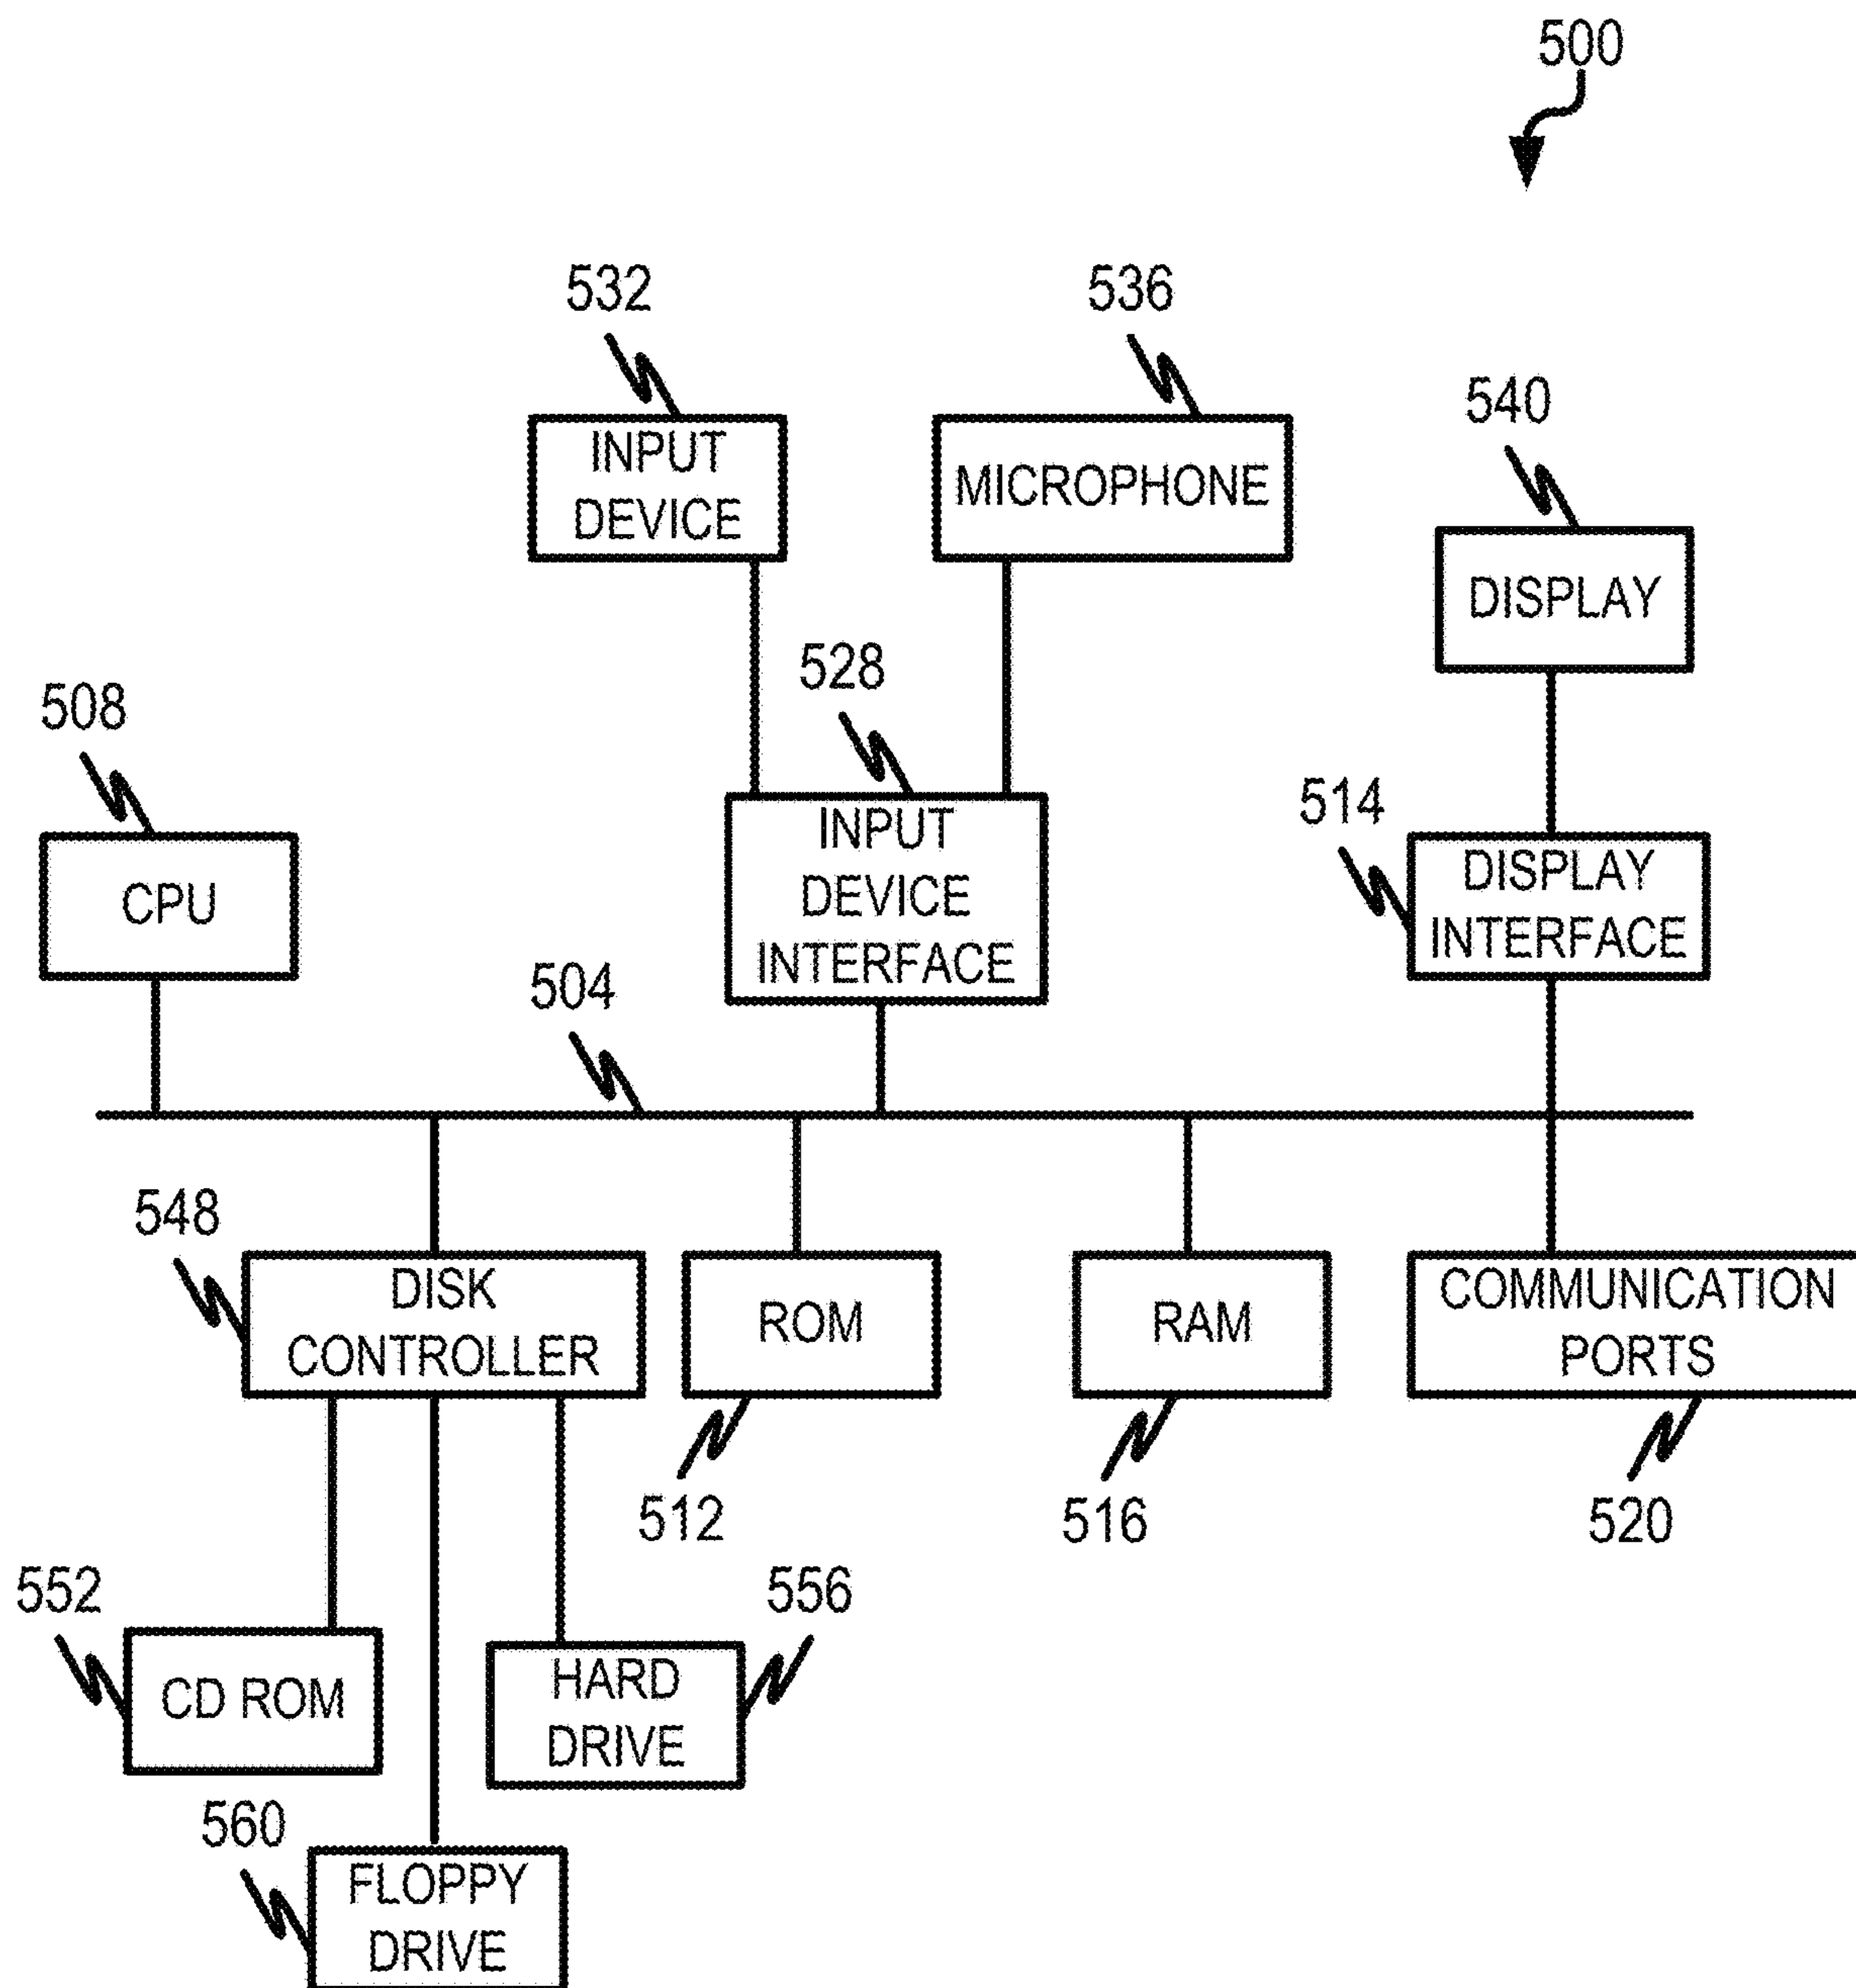 500
532
536
540
INPUT
DEVICE
MICROPHONE
DISPLAY
528
508
514
CPU
INPUT
DEVICE
INTERFACE
DISPLAY
INTERFACE
504
548
DISK
CONTROLLER
ROM
RAM
COMMUNICATION
PORTS
512
516
520
552
556
CD ROM
HARD
DRIVE
560
FLOPPY
DRIVE